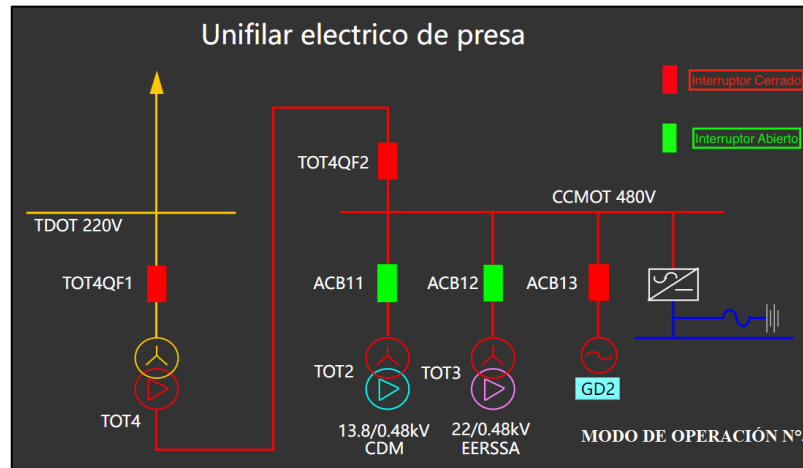 Unifilar electrico de presa
Interruptor Cerrado
Interruptor Abierto
TOT4QF2
TDOT 220V
CCMOT 480V
TOT4QF1
ACB11
ACB12
ACB13
TOT2
TOT3
TOT4
GD2
13.8/0.48kV
CDM
22/0.48kV
EERSSA
MODO DE OPERACIÓN N°